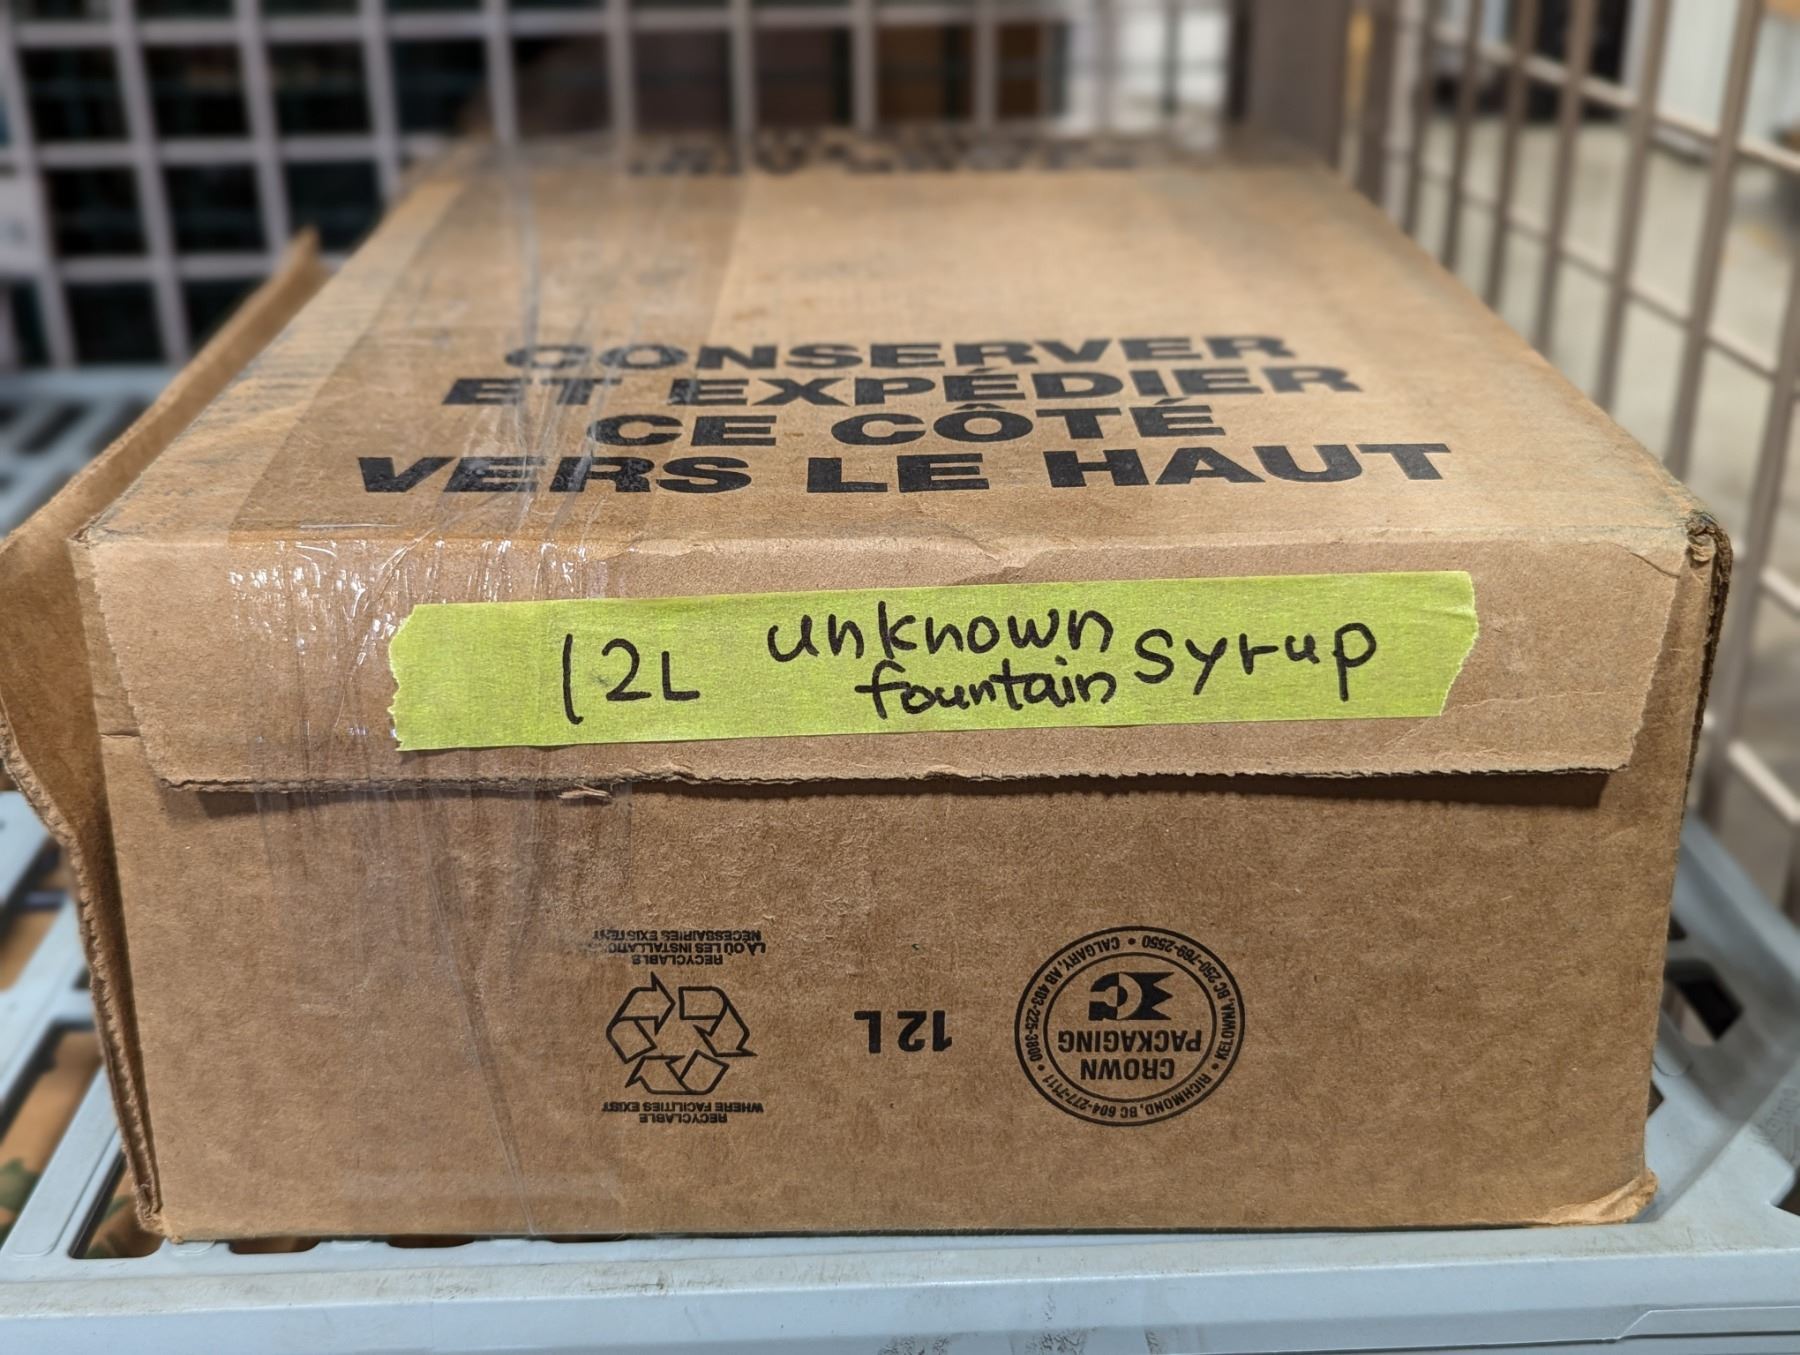 CONSERVER
ET EXPÉDIER
CE CÔTÉ
VERS LE HAUT
12L unknown fountain syrup
RECYCLABLE
LÀ OÙ LES INSTALLATIONS
NÉCESSAIRIES EXISTENT
RECYCLABLE
WHERE FACILITIES EXIST
12 L
CROWN
PACKAGING
RICHMOND, BC 604-277-7111 • CALGARY, AB 403-225-3800 • KELOWNA, BC 250-769-2550